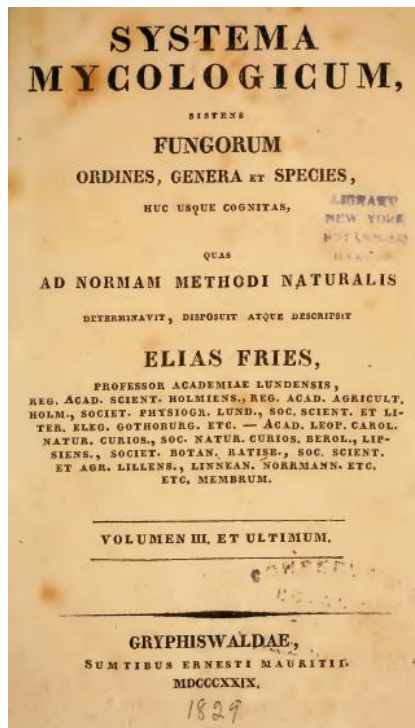 SYSTEMA
MYCOLOGICUM,
SISTENS
FUNGORUM
ORDINES, GENERA ET SPECIES,
HUC USQUE COGNITAS,
LIBRARY
NEW YORK
BOTANICAL
GARDEN
QUAS
AD NORMAM METHODI NATURALIS
DETERMINAVIT, DISPOSUIT ATQUE DESCRIPSIT
ELIAS FRIES,
PROFESSOR ACADEMIAE LUNDENSIS,
REG. ACAD. SCIENT. HOLMIENS., REG. ACAD. AGRICULT.
HOLM., SOCIET. PHYSIOGR. LUND., SOC. SCIENT. ET LI-
TER. ELEG. GOTHOBURG. ETC. — ACAD. LEOP. CAROL.
NATUR. CURIOS., SOC. NATUR. CURIOS. BEROL., LIP-
SIENS., SOCIET. BOTAN. RATISB., SOC. SCIENT.
ET AGR. LILLENS., LINNEAN. NORRMANN. ETC.
ETC. MEMBRUM.
VOLUMEN III. ET ULTIMUM.
GRYPHISWALDAE,
SUMTIBUS ERNESTI MAURITII.
MDCCCXXIX.
1829